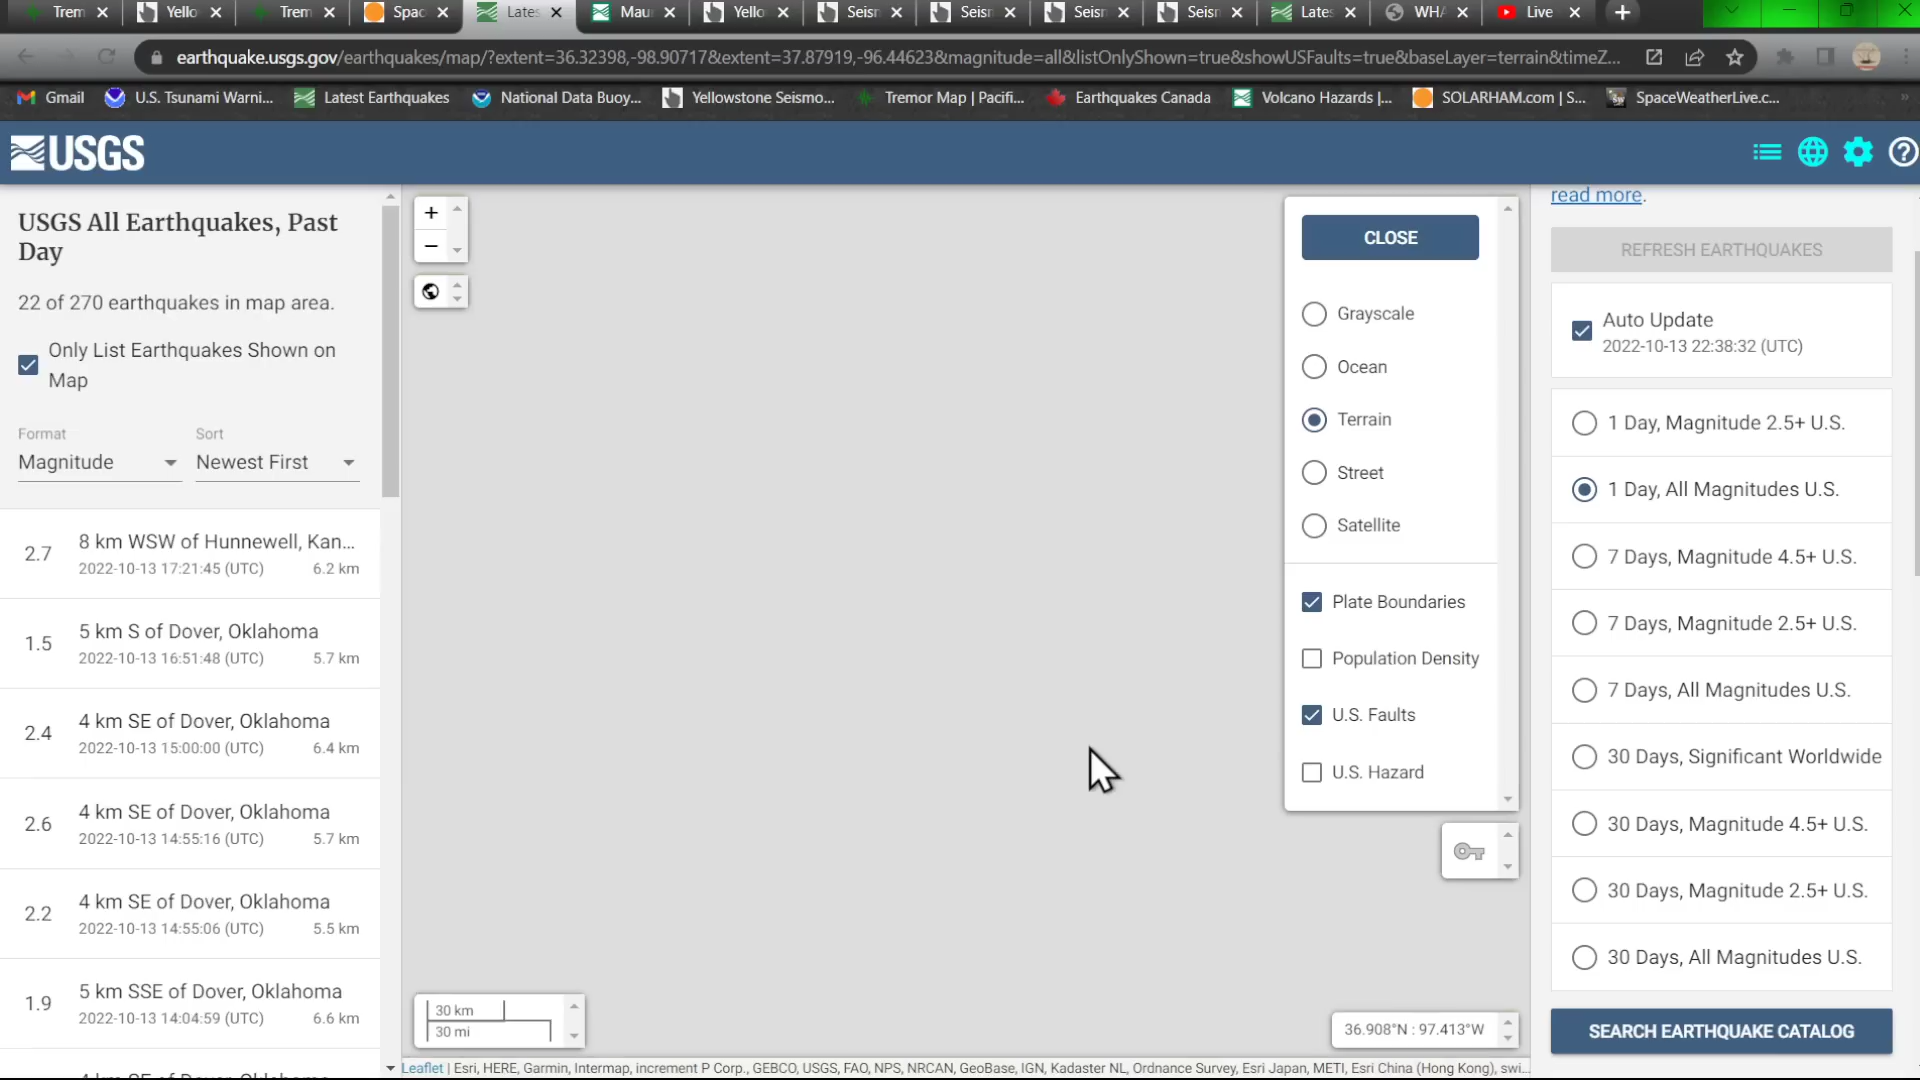 Trem
Yello
Trem
Spac
Lates
Mau
Yello
Seisn
Seisn
Seisn
Seisn
Lates
WHA
Live
earthquake.usgs.gov/earthquakes/map/?extent=36.32398,-98.90717&extent=37.87919,-96.44623&magnitude=all&listOnlyShown=true&showUSFaults=true&baseLayer=terrain&timeZ...
Gmail
U.S. Tsunami Warni...
Latest Earthquakes
National Data Buoy...
Yellowstone Seismo...
Tremor Map | Pacifi...
Earthquakes Canada
Volcano Hazards |...
SOLARHAM.com | S...
SpaceWeatherLive.c...
USGS
USGS All Earthquakes, Past
Day
22 of 270 earthquakes in map area.
Only List Earthquakes Shown on
Map
Format
Sort
Magnitude
Newest First
2.7
8 km WSW of Hunnewell, Kan...
2022-10-13 17:21:45 (UTC)
6.2 km
1.5
5 km S of Dover, Oklahoma
2022-10-13 16:51:48 (UTC)
5.7 km
2.4
4 km SE of Dover, Oklahoma
2022-10-13 15:00:00 (UTC)
6.4 km
2.6
4 km SE of Dover, Oklahoma
2022-10-13 14:55:16 (UTC)
5.7 km
2.2
4 km SE of Dover, Oklahoma
2022-10-13 14:55:06 (UTC)
5.5 km
1.9
5 km SSE of Dover, Oklahoma
2022-10-13 14:04:59 (UTC)
6.6 km
+
−
30 km
30 mi
CLOSE
Grayscale
Ocean
Terrain
Street
Satellite
Plate Boundaries
Population Density
U.S. Faults
U.S. Hazard
36.908°N : 97.413°W
Leaflet | Esri, HERE, Garmin, Intermap, increment P Corp., GEBCO, USGS, FAO, NPS, NRCAN, GeoBase, IGN, Kadaster NL, Ordnance Survey, Esri Japan, METI, Esri China (Hong Kong), swi...
read more.
REFRESH EARTHQUAKES
Auto Update
2022-10-13 22:38:32 (UTC)
1 Day, Magnitude 2.5+ U.S.
1 Day, All Magnitudes U.S.
7 Days, Magnitude 4.5+ U.S.
7 Days, Magnitude 2.5+ U.S.
7 Days, All Magnitudes U.S.
30 Days, Significant Worldwide
30 Days, Magnitude 4.5+ U.S.
30 Days, Magnitude 2.5+ U.S.
30 Days, All Magnitudes U.S.
SEARCH EARTHQUAKE CATALOG